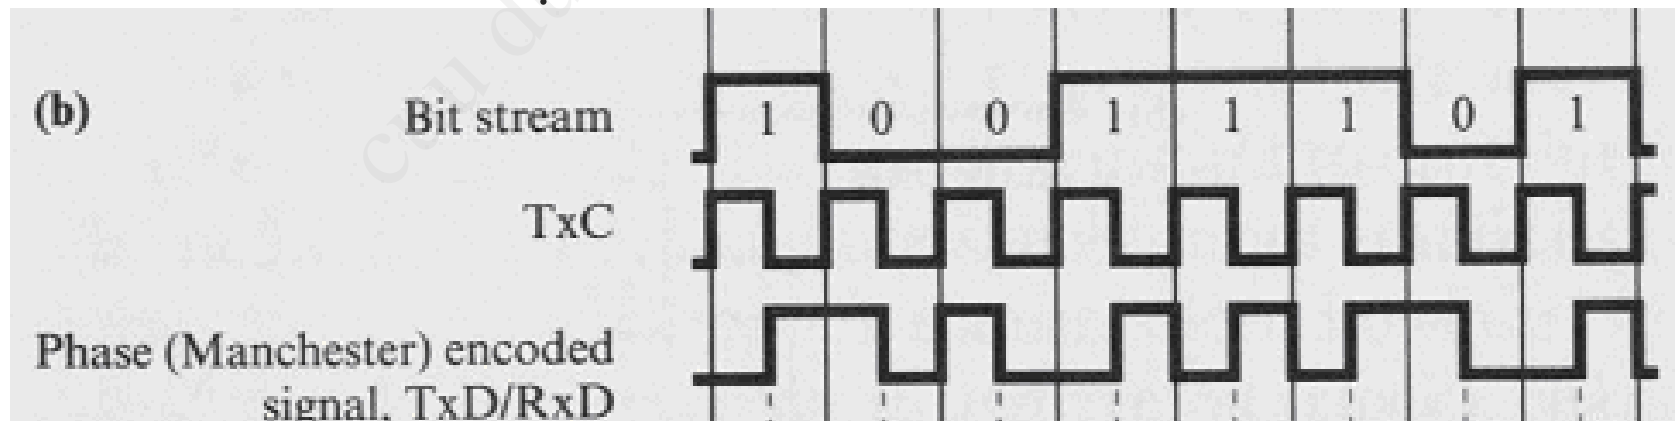 (b) Bit stream 1 0 0 1 1 1 0 1
TxC
Phase (Manchester) encoded
signal, TxD/RxD